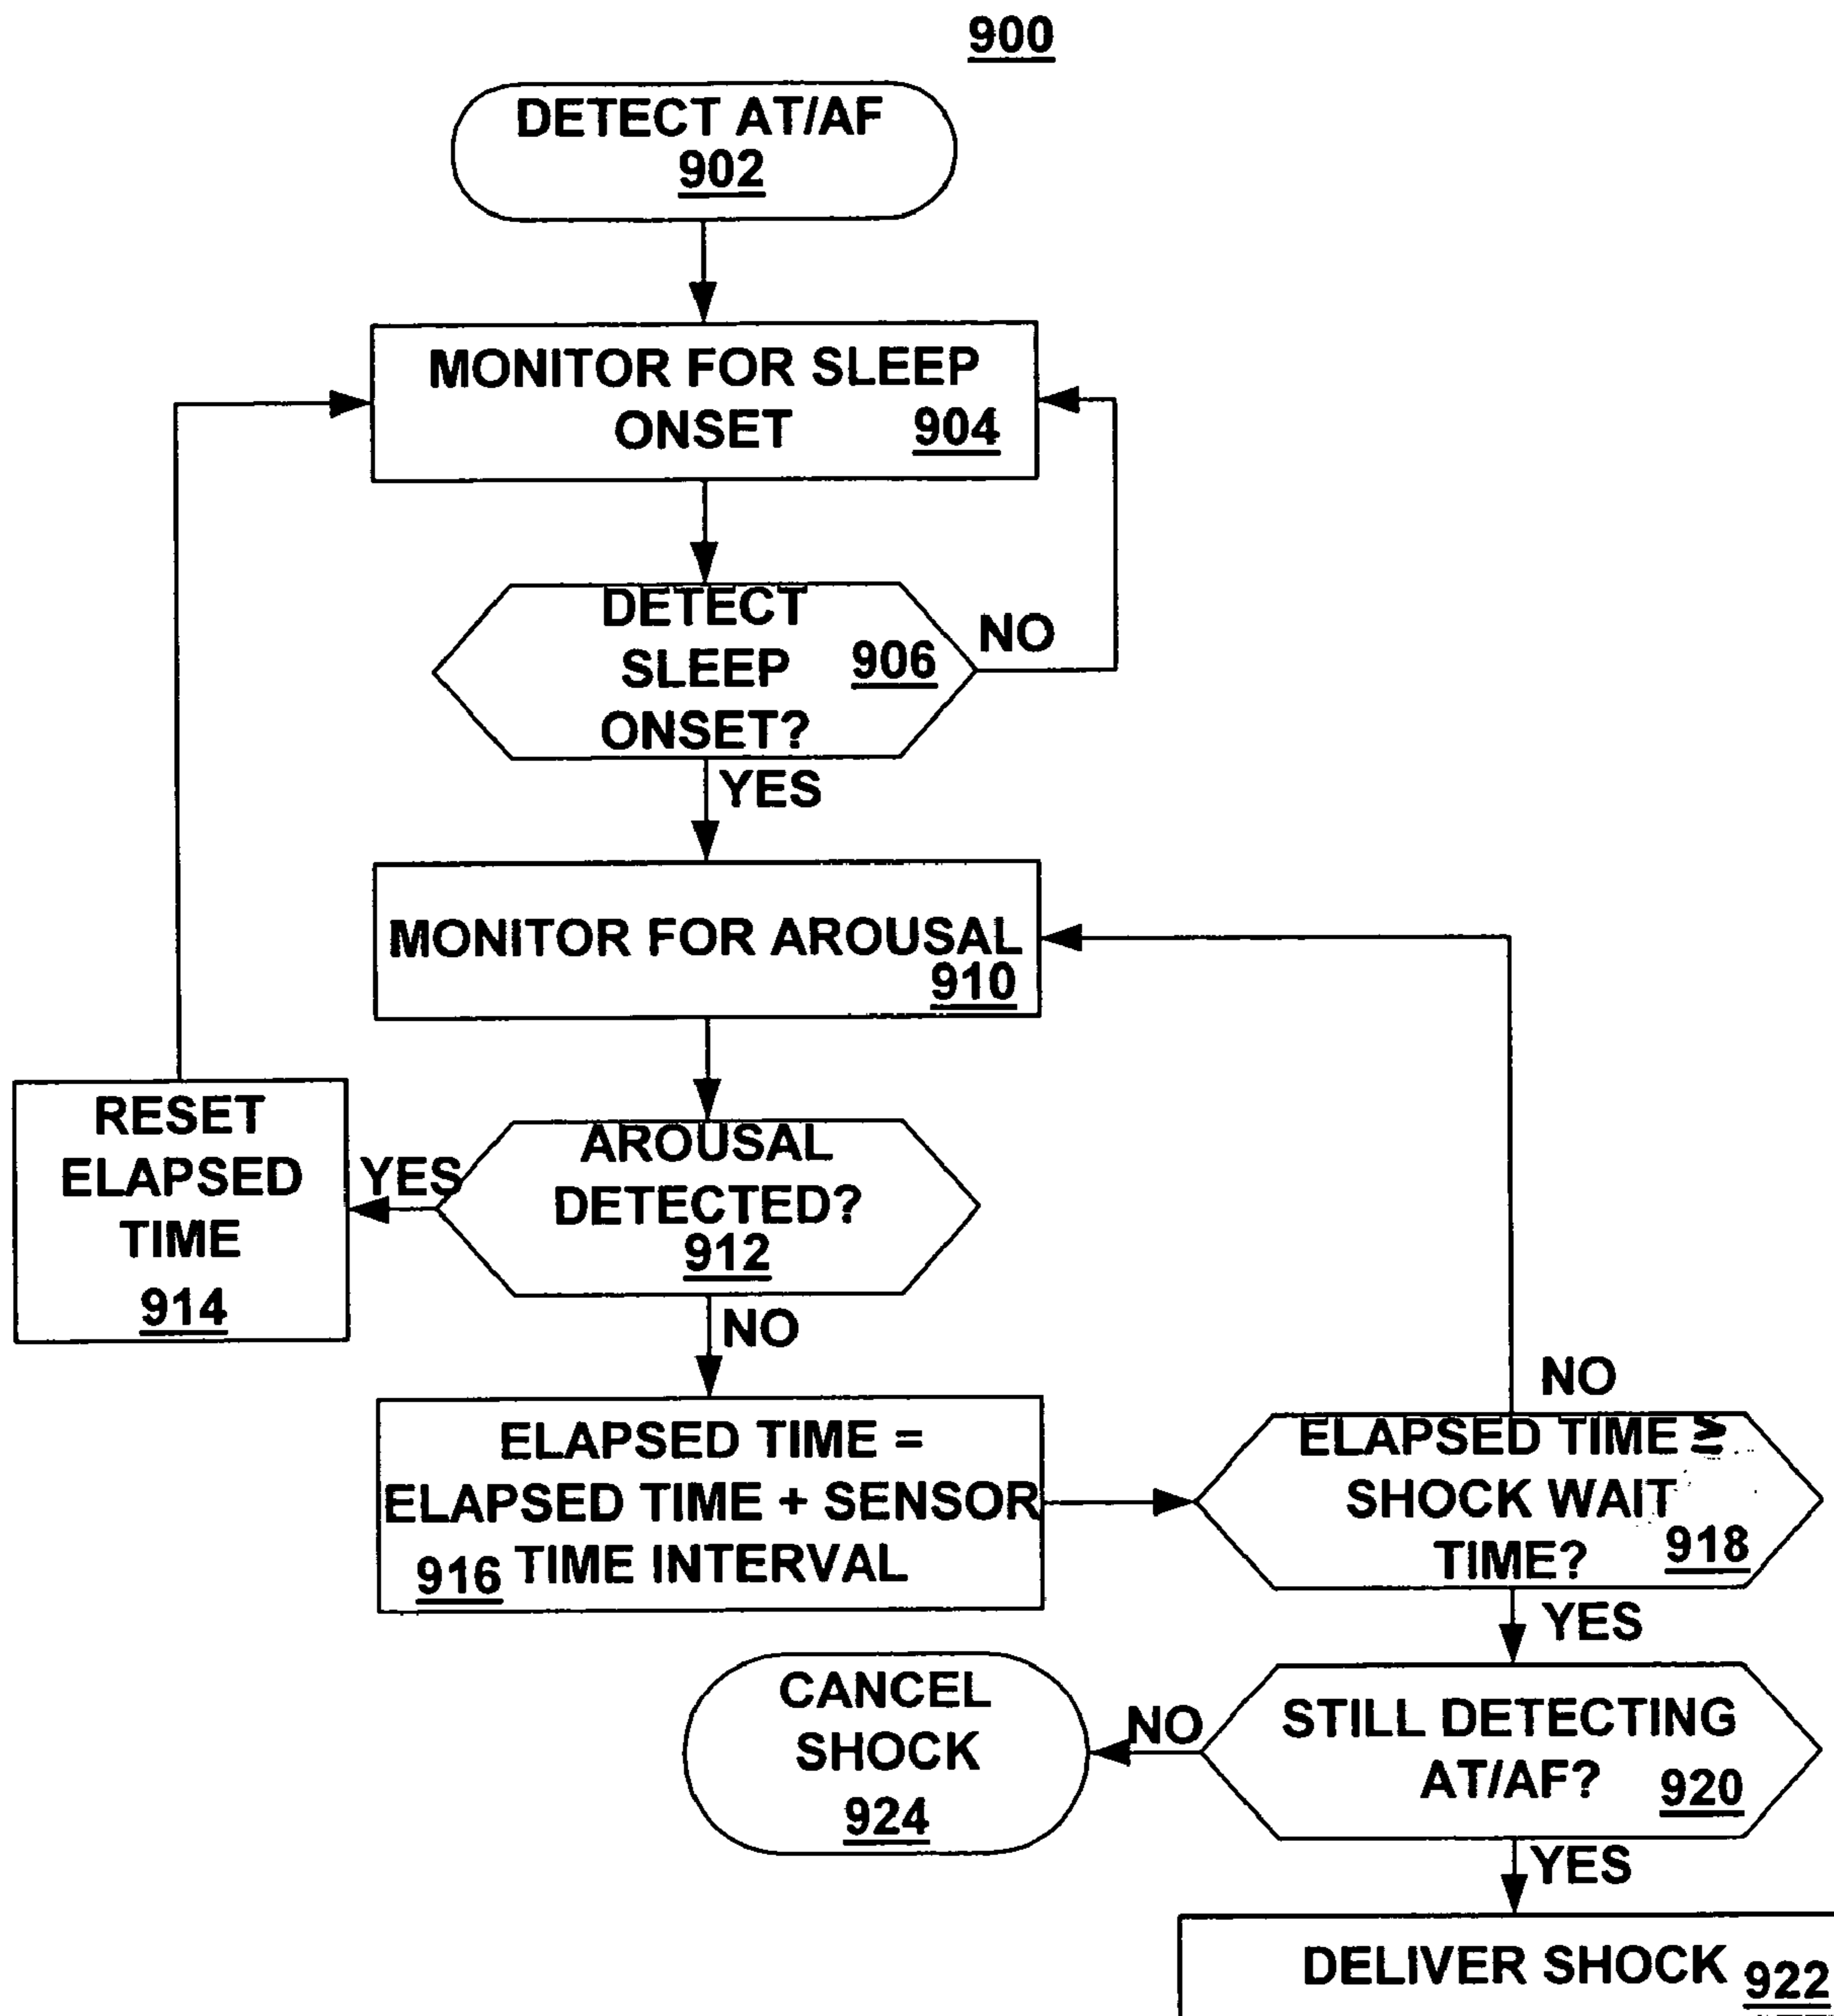 900
DETECT AT/AF
902
MONITOR FOR SLEEP
ONSET 904
DETECT
SLEEP 906
ONSET?
NO
YES
MONITOR FOR AROUSAL
910
RESET
ELAPSED
TIME
914
YES
AROUSAL
DETECTED?
912
NO
ELAPSED TIME =
ELAPSED TIME + SENSOR
916 TIME INTERVAL
NO
ELAPSED TIME ≥
SHOCK WAIT
TIME? 918
YES
CANCEL
SHOCK
924
NO
STILL DETECTING
AT/AF? 920
YES
DELIVER SHOCK 922